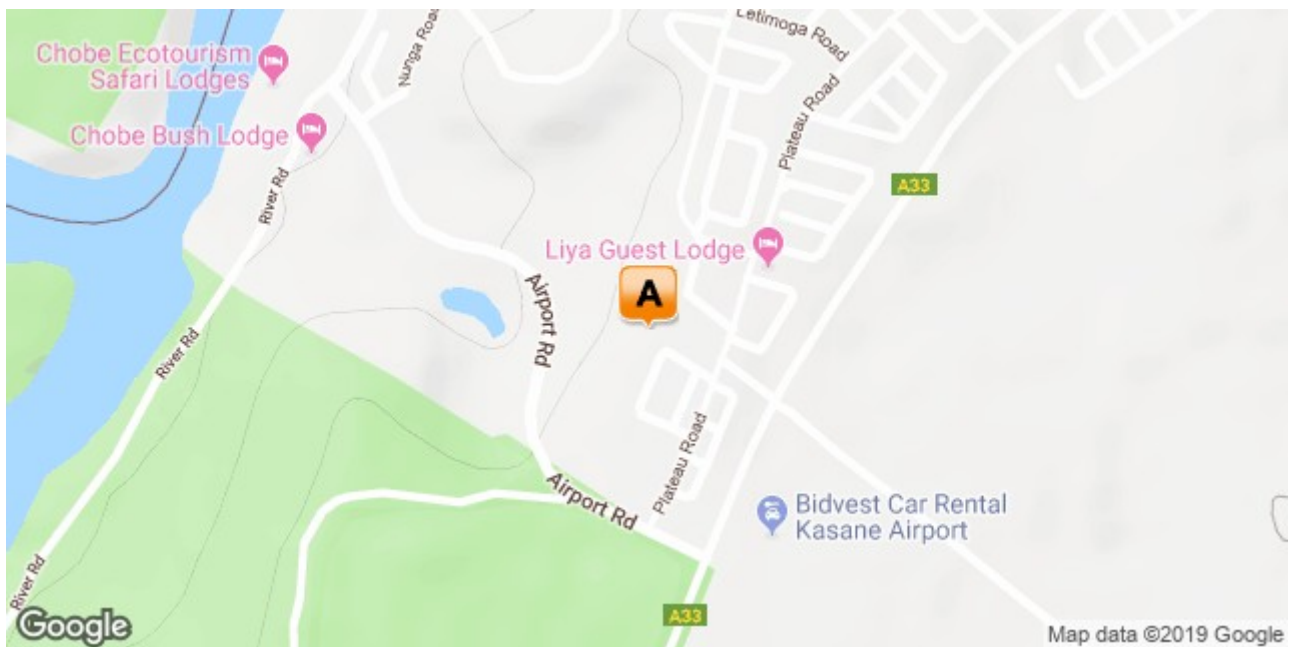 Letimoga Road
Chobe Ecotourism
Safari Lodges
Nunga Road
Chobe Bush Lodge
Plateau Road
A33
River Rd
Liya Guest Lodge
A
Airport Rd
River Rd
Plateau Road
Airport Rd
Bidvest Car Rental
Kasane Airport
River Rd
A33
Google
Map data ©2019 Google